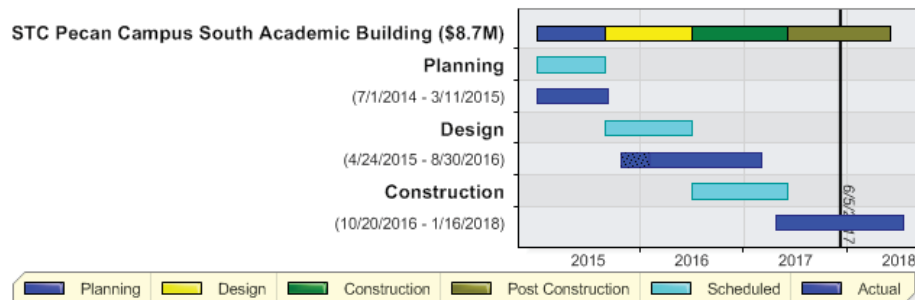 STC Pecan Campus South Academic Building ($8.7M)
Planning
(7/1/2014 - 3/11/2015)
Design
(4/24/2015 - 8/30/2016)
Construction
(10/20/2016 - 1/16/2018)
2015 2016 2017 2018
Planning Design Construction Post Construction Scheduled Actual